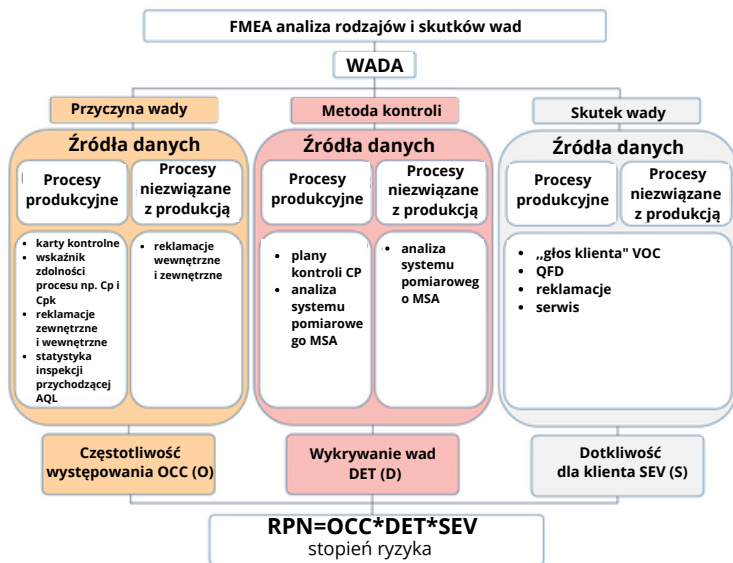 FMEA analiza rodzajów i skutków wad
WADA
Przyczyna wady
Źródła danych
Procesy
produkcyjne
Procesy
niezwiązane
z produkcją
• karty kontrolne
• wskaźnik
zdolności
procesu np. Cp i
Cpk
• reklamacje
zewnętrzne
i wewnętrzne
• statystyka
inspekcji
przychodzącej
AQL
• reklamacje
wewnętrzne
i zewnętrzne
Częstotliwość
występowania OCC (O)
Metoda kontroli
Źródła danych
Procesy
produkcyjne
Procesy
niezwiązane
z produkcją
• plany
kontroli CP
• analiza
systemu
pomiarowe
go MSA
• analiza
systemu
pomiaroweg
o MSA
Wykrywanie wad
DET (D)
Skutek wady
Źródła danych
Procesy
produkcyjne
Procesy
niezwiązane
z produkcją
• ,,głos klienta" VOC
• QFD
• reklamacje
• serwis
Dotkliwość
dla klienta SEV (S)
RPN=OCC*DET*SEV
stopień ryzyka